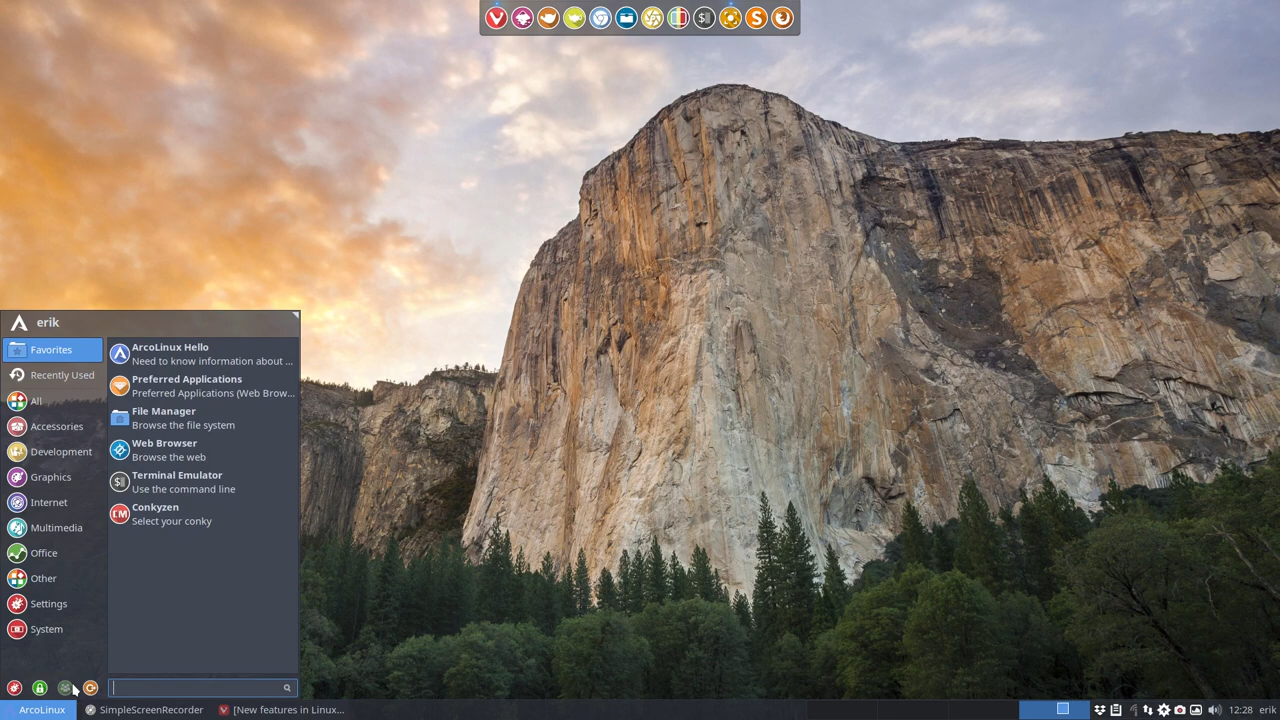 erik
Favorites
Recently Used
All
Accessories
Development
Graphics
Internet
Multimedia
Office
Other
Settings
System
ArcoLinux Hello
Need to know information about ...
Preferred Applications
Preferred Applications (Web Brow...
File Manager
Browse the file system
Web Browser
Browse the web
Terminal Emulator
Use the command line
Conkyzen
Select your conky
ArcoLinux
SimpleScreenRecorder
[New features in Linux...
12:28
erik